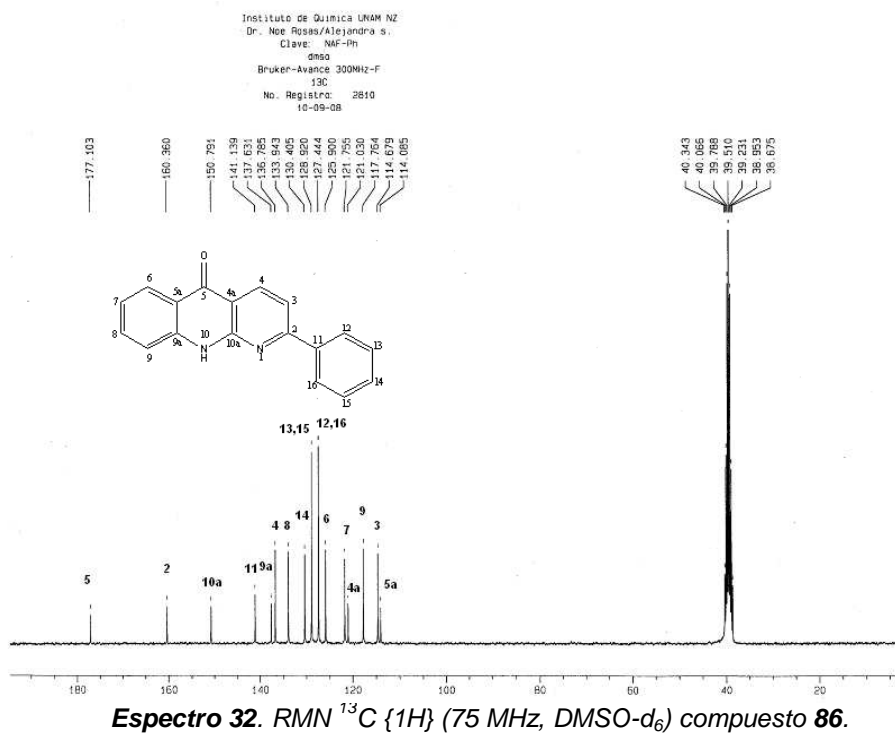 Instituto de Quimica UNAM NZ
Dr. Noe Rosas/Alejandra s.
Clave: NAF-Ph
dmso
Bruker-Avance 300MHz-F
13C
No. Registro: 2810
10-09-08
177.103
160.360
150.791
141.139
137.631
136.785
133.943
130.405
128.920
127.444
125.900
121.755
121.030
117.764
114.679
114.085
40.343
40.066
39.788
39.510
39.231
38.953
38.675
O
6 5 4
7 5a 4a 3
8 9a 10 10a 2 11 12
9 N H N 1 13
16 14
15
13,15 12,16
14 9
4 8 6 7 3
5 2 10a 11 9a 4a 5a
180 160 140 120 100 80 60 40 20
Espectro 32. RMN ¹³C {1H} (75 MHz, DMSO-d₆) compuesto 86.